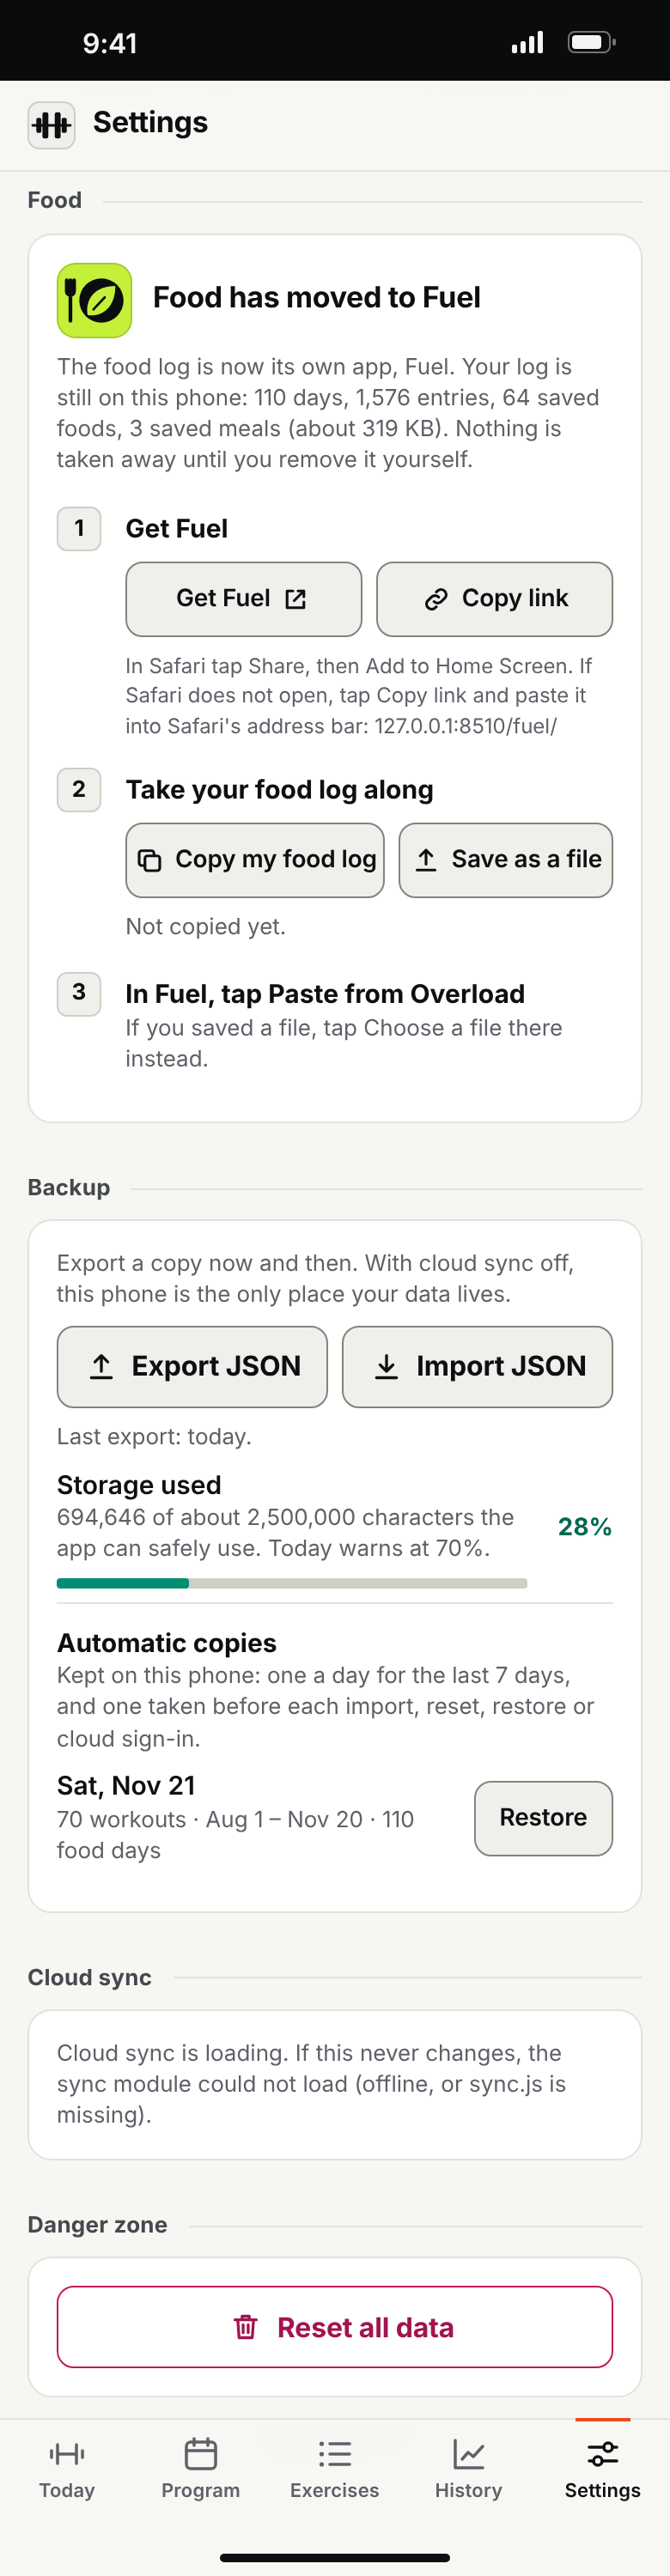 9:41
Settings
Food
Food has moved to Fuel
The food log is now its own app, Fuel. Your log is
still on this phone: 110 days, 1,576 entries, 64 saved
foods, 3 saved meals (about 319 KB). Nothing is
taken away until you remove it yourself.
1
Get Fuel
Get Fuel
Copy link
In Safari tap Share, then Add to Home Screen. If
Safari does not open, tap Copy link and paste it
into Safari's address bar: 127.0.0.1:8510/fuel/
2
Take your food log along
Copy my food log
Save as a file
Not copied yet.
3
In Fuel, tap Paste from Overload
If you saved a file, tap Choose a file there
instead.
Backup
Export a copy now and then. With cloud sync off,
this phone is the only place your data lives.
Export JSON
Import JSON
Last export: today.
Storage used
694,646 of about 2,500,000 characters the
app can safely use. Today warns at 70%.
28%
Automatic copies
Kept on this phone: one a day for the last 7 days,
and one taken before each import, reset, restore or
cloud sign-in.
Sat, Nov 21
70 workouts · Aug 1 – Nov 20 · 110
food days
Restore
Cloud sync
Cloud sync is loading. If this never changes, the
sync module could not load (offline, or sync.js is
missing).
Danger zone
Reset all data
Today
Program
Exercises
History
Settings